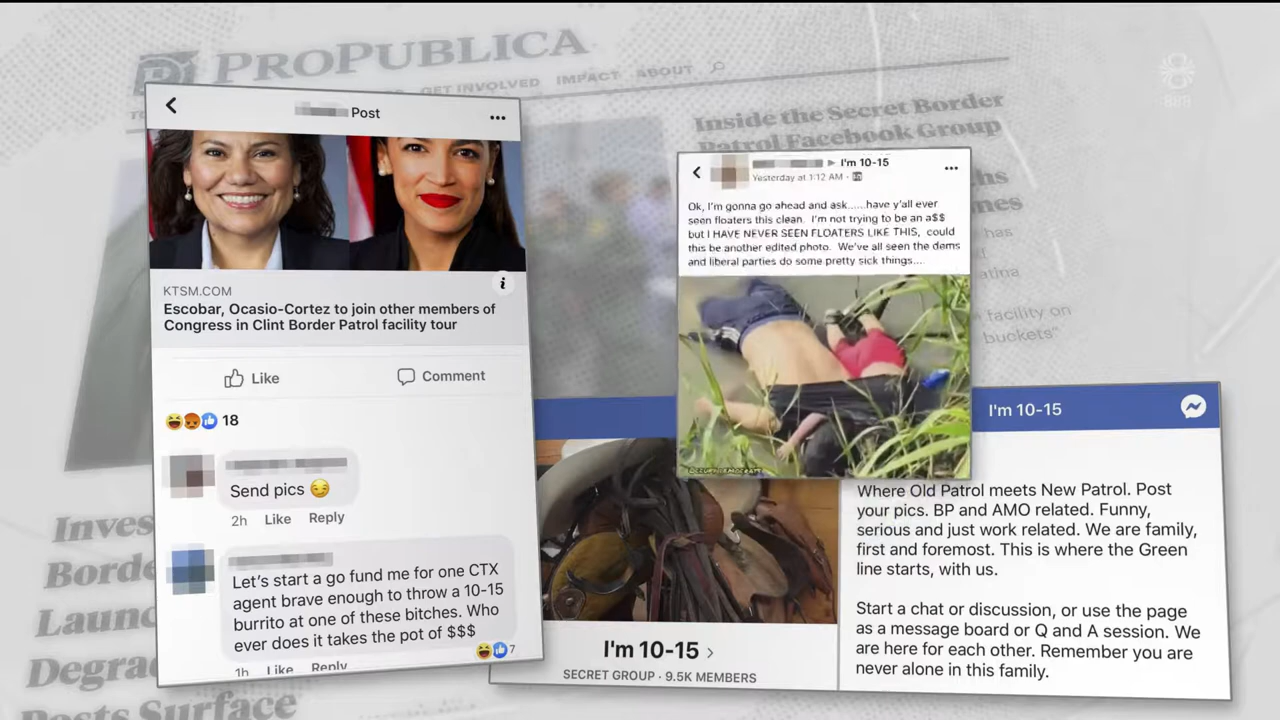 PROPUBLICA
GET INVOLVED IMPACT ABOUT
Inside the Secret Border
Patrol Facebook Group
has
atina
facility on
buckets"
Post
KTSM.COM
Escobar, Ocasio-Cortez to join other members of
Congress in Clint Border Patrol facility tour
Like Comment
18
Send pics 😏
2h Like Reply
Let's start a go fund me for one CTX
agent brave enough to throw a 10-15
burrito at one of these bitches. Who
ever does it takes the pot of $$$
7
1h Like Reply
I'm 10-15
Yesterday at 1:12 AM
Ok, I'm gonna go ahead and ask......have y'all ever
seen floaters this clean. I'm not trying to be an a$$
but I HAVE NEVER SEEN FLOATERS LIKE THIS, could
this be another edited photo. We've all seen the dems
and liberal parties do some pretty sick things....
OCCUPY DEMOCRATS
I'm 10-15
Where Old Patrol meets New Patrol. Post
your pics. BP and AMO related. Funny,
serious and just work related. We are family,
first and foremost. This is where the Green
line starts, with us.
Start a chat or discussion, or use the page
as a message board or Q and A session. We
are here for each other. Remember you are
never alone in this family.
I'm 10-15 >
SECRET GROUP · 9.5K MEMBERS
Inves
Borde
Launc
Degra
Posts Surface